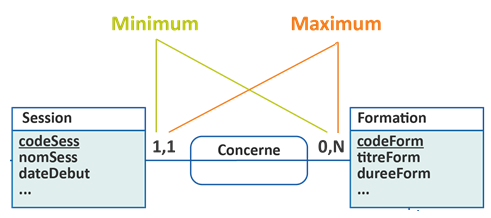 Minimum
Maximum
Session
codeSess
nomSess
dateDebut
...
1,1
Concerne
0,N
Formation
codeForm
titreForm
dureeForm
...